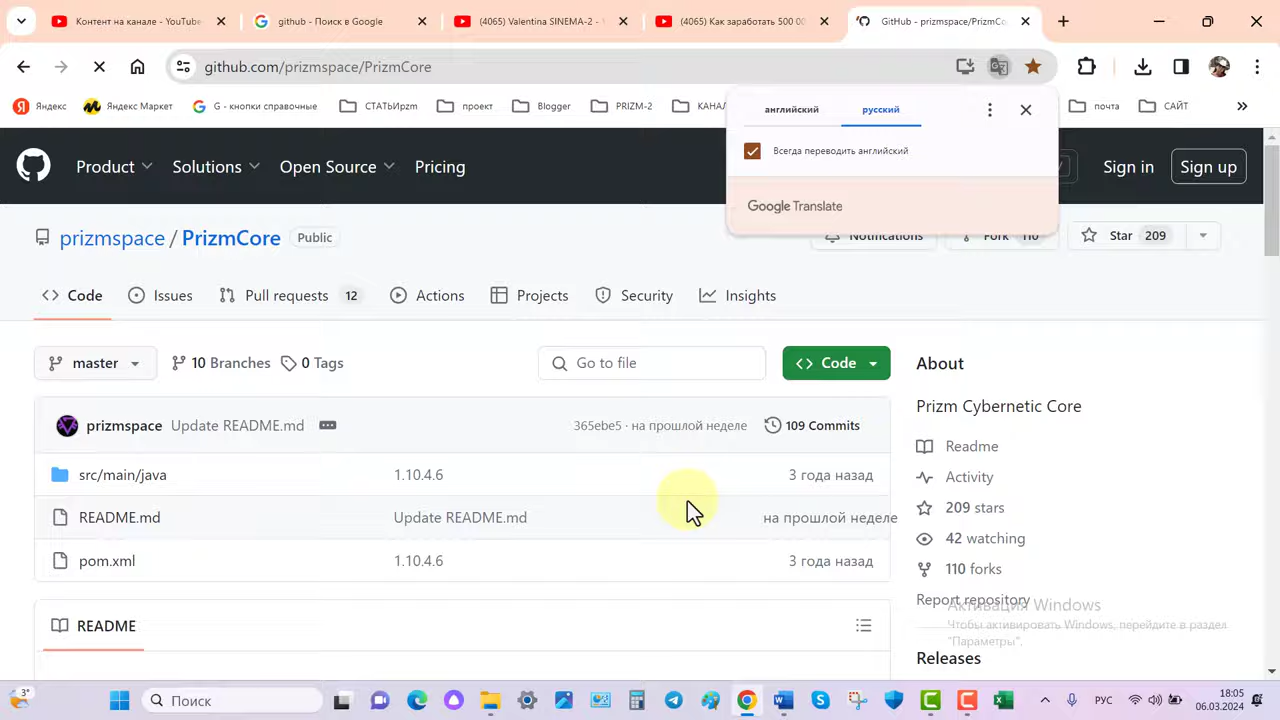 Контент на канале - YouTube
github - Поиск в Google
(4065) Valentina SINEMA-2 -
(4065) Как заработать 500 00
GitHub - prizmspace/PrizmCo
github.com/prizmspace/PrizmCore
Яндекс
Яндекс Маркет
G - кнопки справочные
СТАТЬИpzm
проект
Blogger
PRIZM-2
КАНАЛ
почта
САЙТ
английский
русский
Всегда переводить английский
Google Translate
Product
Solutions
Open Source
Pricing
Sign in
Sign up
prizmspace / PrizmCore
Public
Notifications
Fork 110
Star 209
Code
Issues
Pull requests 12
Actions
Projects
Security
Insights
master
10 Branches
0 Tags
Go to file
Code
About
Prizm Cybernetic Core
prizmspace Update README.md
365ebe5 · на прошлой неделе
109 Commits
src/main/java
1.10.4.6
3 года назад
README.md
Update README.md
на прошлой неделе
pom.xml
1.10.4.6
3 года назад
Readme
Activity
209 stars
42 watching
110 forks
Report repository
Активация Windows
Чтобы активировать Windows, перейдите в раздел
"Параметры".
README
Releases
3°
Поиск
РУС
18:05
06.03.2024